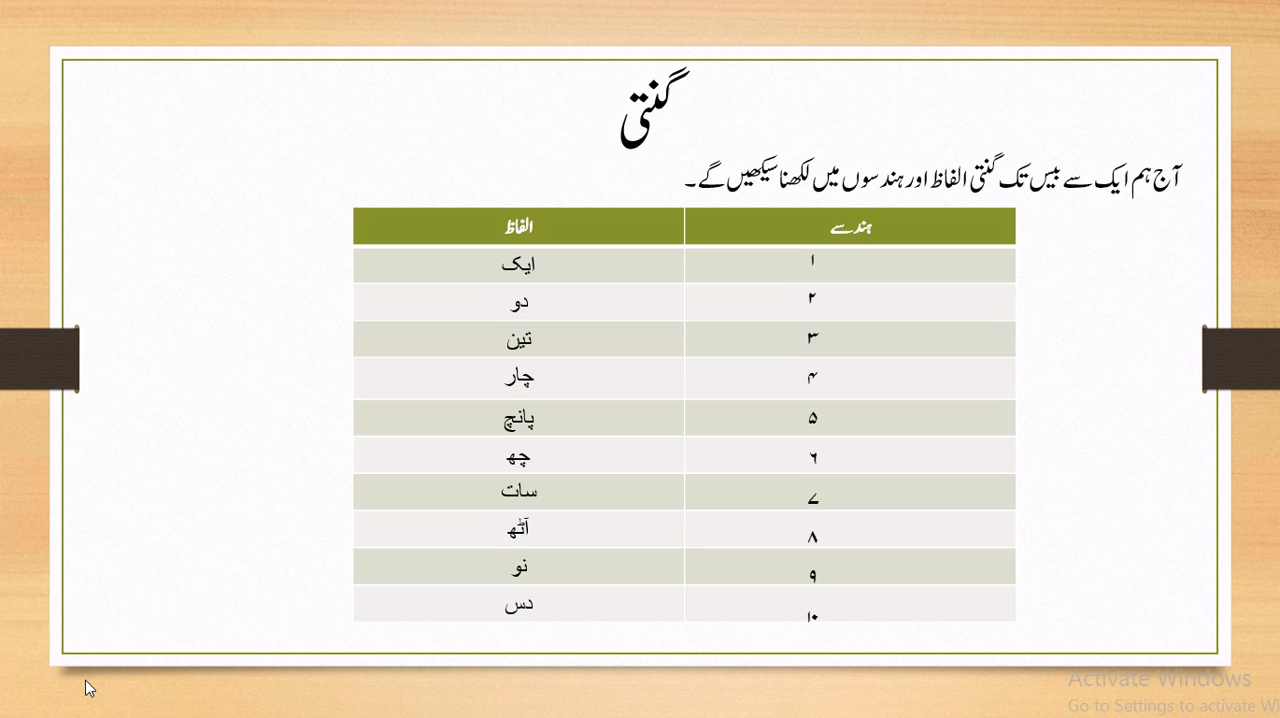 گنتی
آج ہم ایک سے بیس تک گنتی الفاظ اور ہندسوں میں لکھنا سیکھیں گے۔
ہندسے الفاظ
۱ ایک
۲ دو
۳ تین
۴ چار
۵ پانچ
۶ چھ
۷ سات
۸ آٹھ
۹ نو
۱۰ دس
Activate Windows
Go to Settings to activate Wi